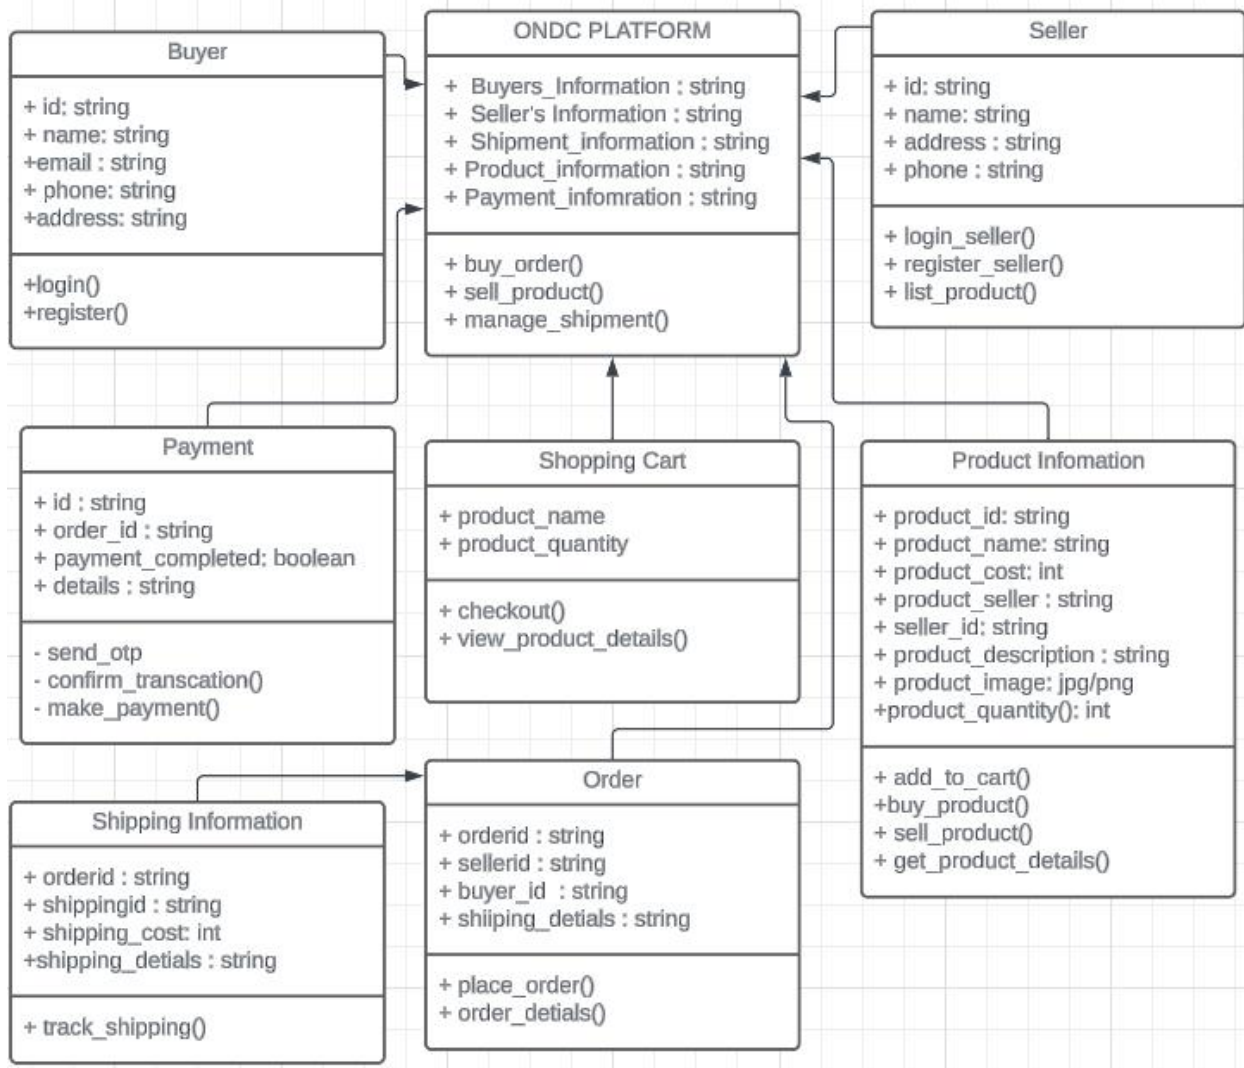 Buyer
+ id: string
+ name: string
+email : string
+ phone: string
+address: string
+login()
+register()
ONDC PLATFORM
+ Buyers_Information : string
+ Seller's Information : string
+ Shipment_information : string
+ Product_information : string
+ Payment_infomration : string
+ buy_order()
+ sell_product()
+ manage_shipment()
Seller
+ id: string
+ name: string
+ address : string
+ phone : string
+ login_seller()
+ register_seller()
+ list_product()
Payment
+ id : string
+ order_id : string
+ payment_completed: boolean
+ details : string
- send_otp
- confirm_transcation()
- make_payment()
Shopping Cart
+ product_name
+ product_quantity
+ checkout()
+ view_product_details()
Product Infomation
+ product_id: string
+ product_name: string
+ product_cost: int
+ product_seller : string
+ seller_id: string
+ product_description : string
+ product_image: jpg/png
+product_quantity(): int
+ add_to_cart()
+buy_product()
+ sell_product()
+ get_product_details()
Shipping Information
+ orderid : string
+ shippingid : string
+ shipping_cost: int
+shipping_detials : string
+ track_shipping()
Order
+ orderid : string
+ sellerid : string
+ buyer_id : string
+ shiiping_detials : string
+ place_order()
+ order_detials()